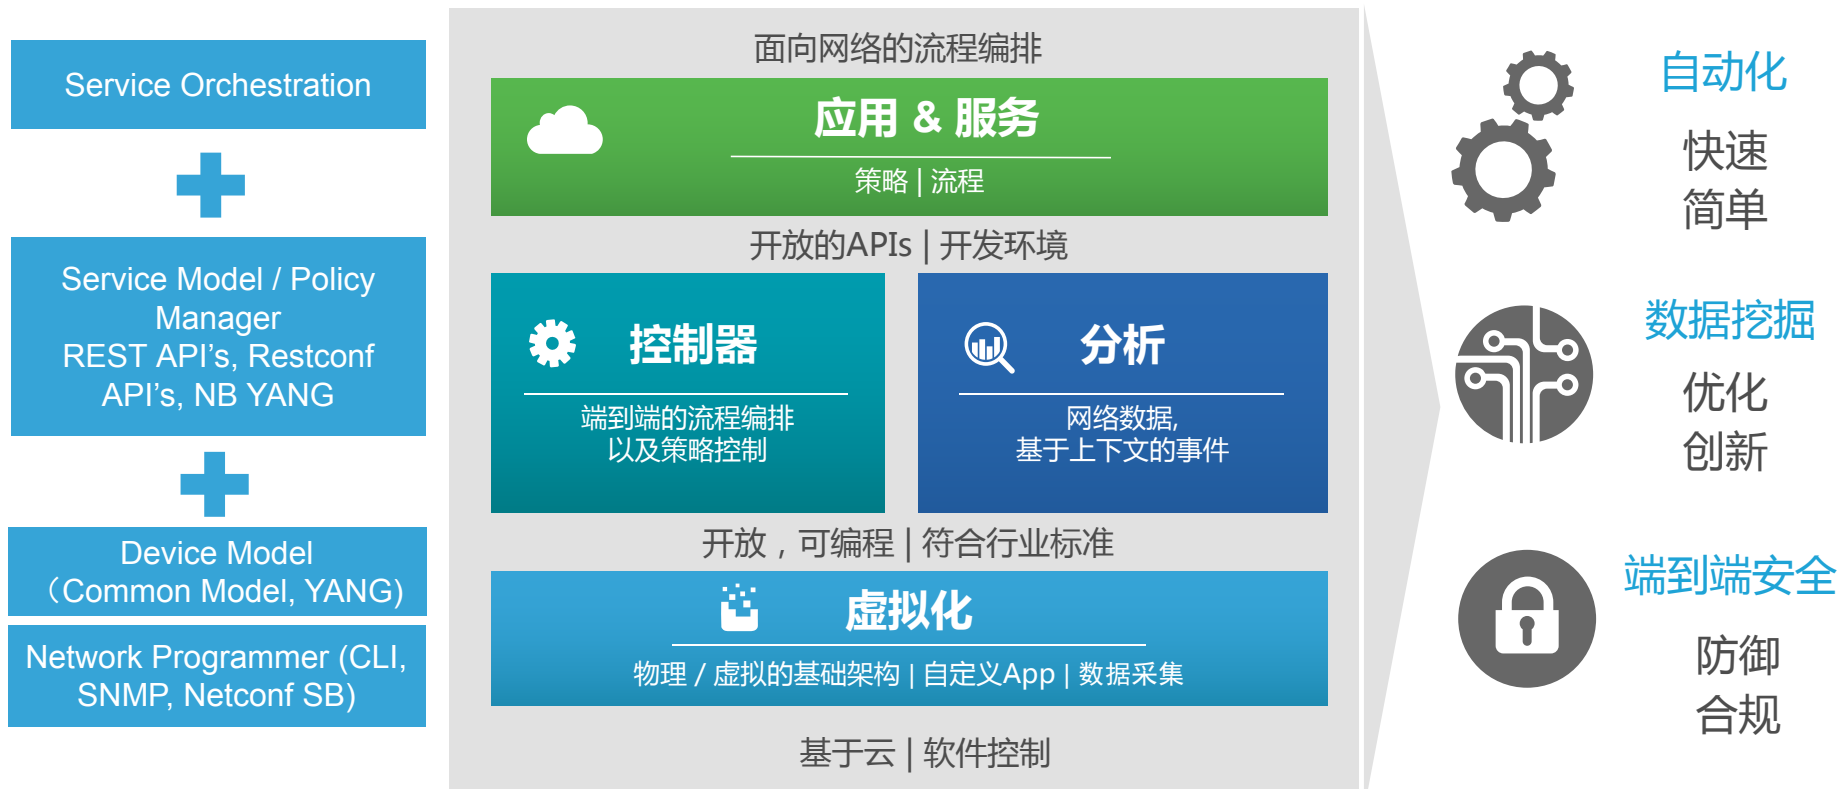 Service Orchestration
Service Model / Policy
Manager
REST API’s, Restconf
API’s, NB YANG
Device Model
（Common Model, YANG)
Network Programmer (CLI,
SNMP, Netconf SB)
面向网络的流程编排
应用 & 服务
策略 | 流程
开放的APIs | 开发环境
控制器
端到端的流程编排
以及策略控制
分析
网络数据,
基于上下文的事件
开放，可编程 | 符合行业标准
虚拟化
物理 / 虚拟的基础架构 | 自定义App | 数据采集
基于云 | 软件控制
自动化
快速
简单
数据挖掘
优化
创新
端到端安全
防御
合规